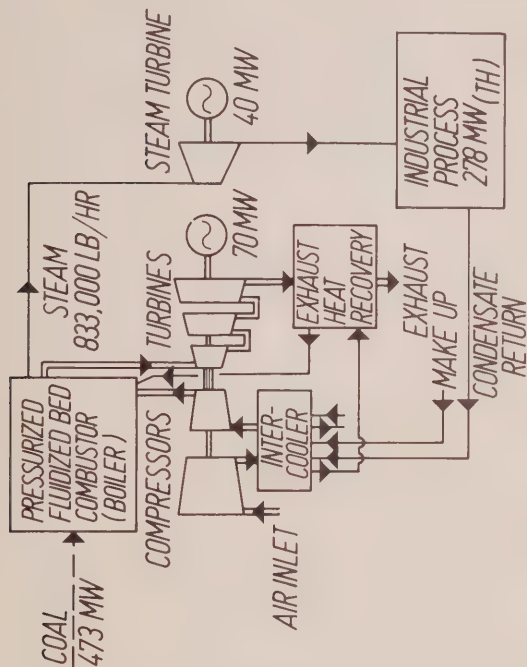 COAL
473 MW
PRESSURIZED
FLUIDIZED BED
COMBUSTOR
(BOILER)
STEAM
833,000 LB/HR
STEAM TURBINE
40 MW
COMPRESSORS
TURBINES
70 MW
AIR INLET
INTER-
COOLER
EXHAUST
HEAT
RECOVERY
EXHAUST
MAKE UP
CONDENSATE
RETURN
INDUSTRIAL
PROCESS
278 MW (TH)